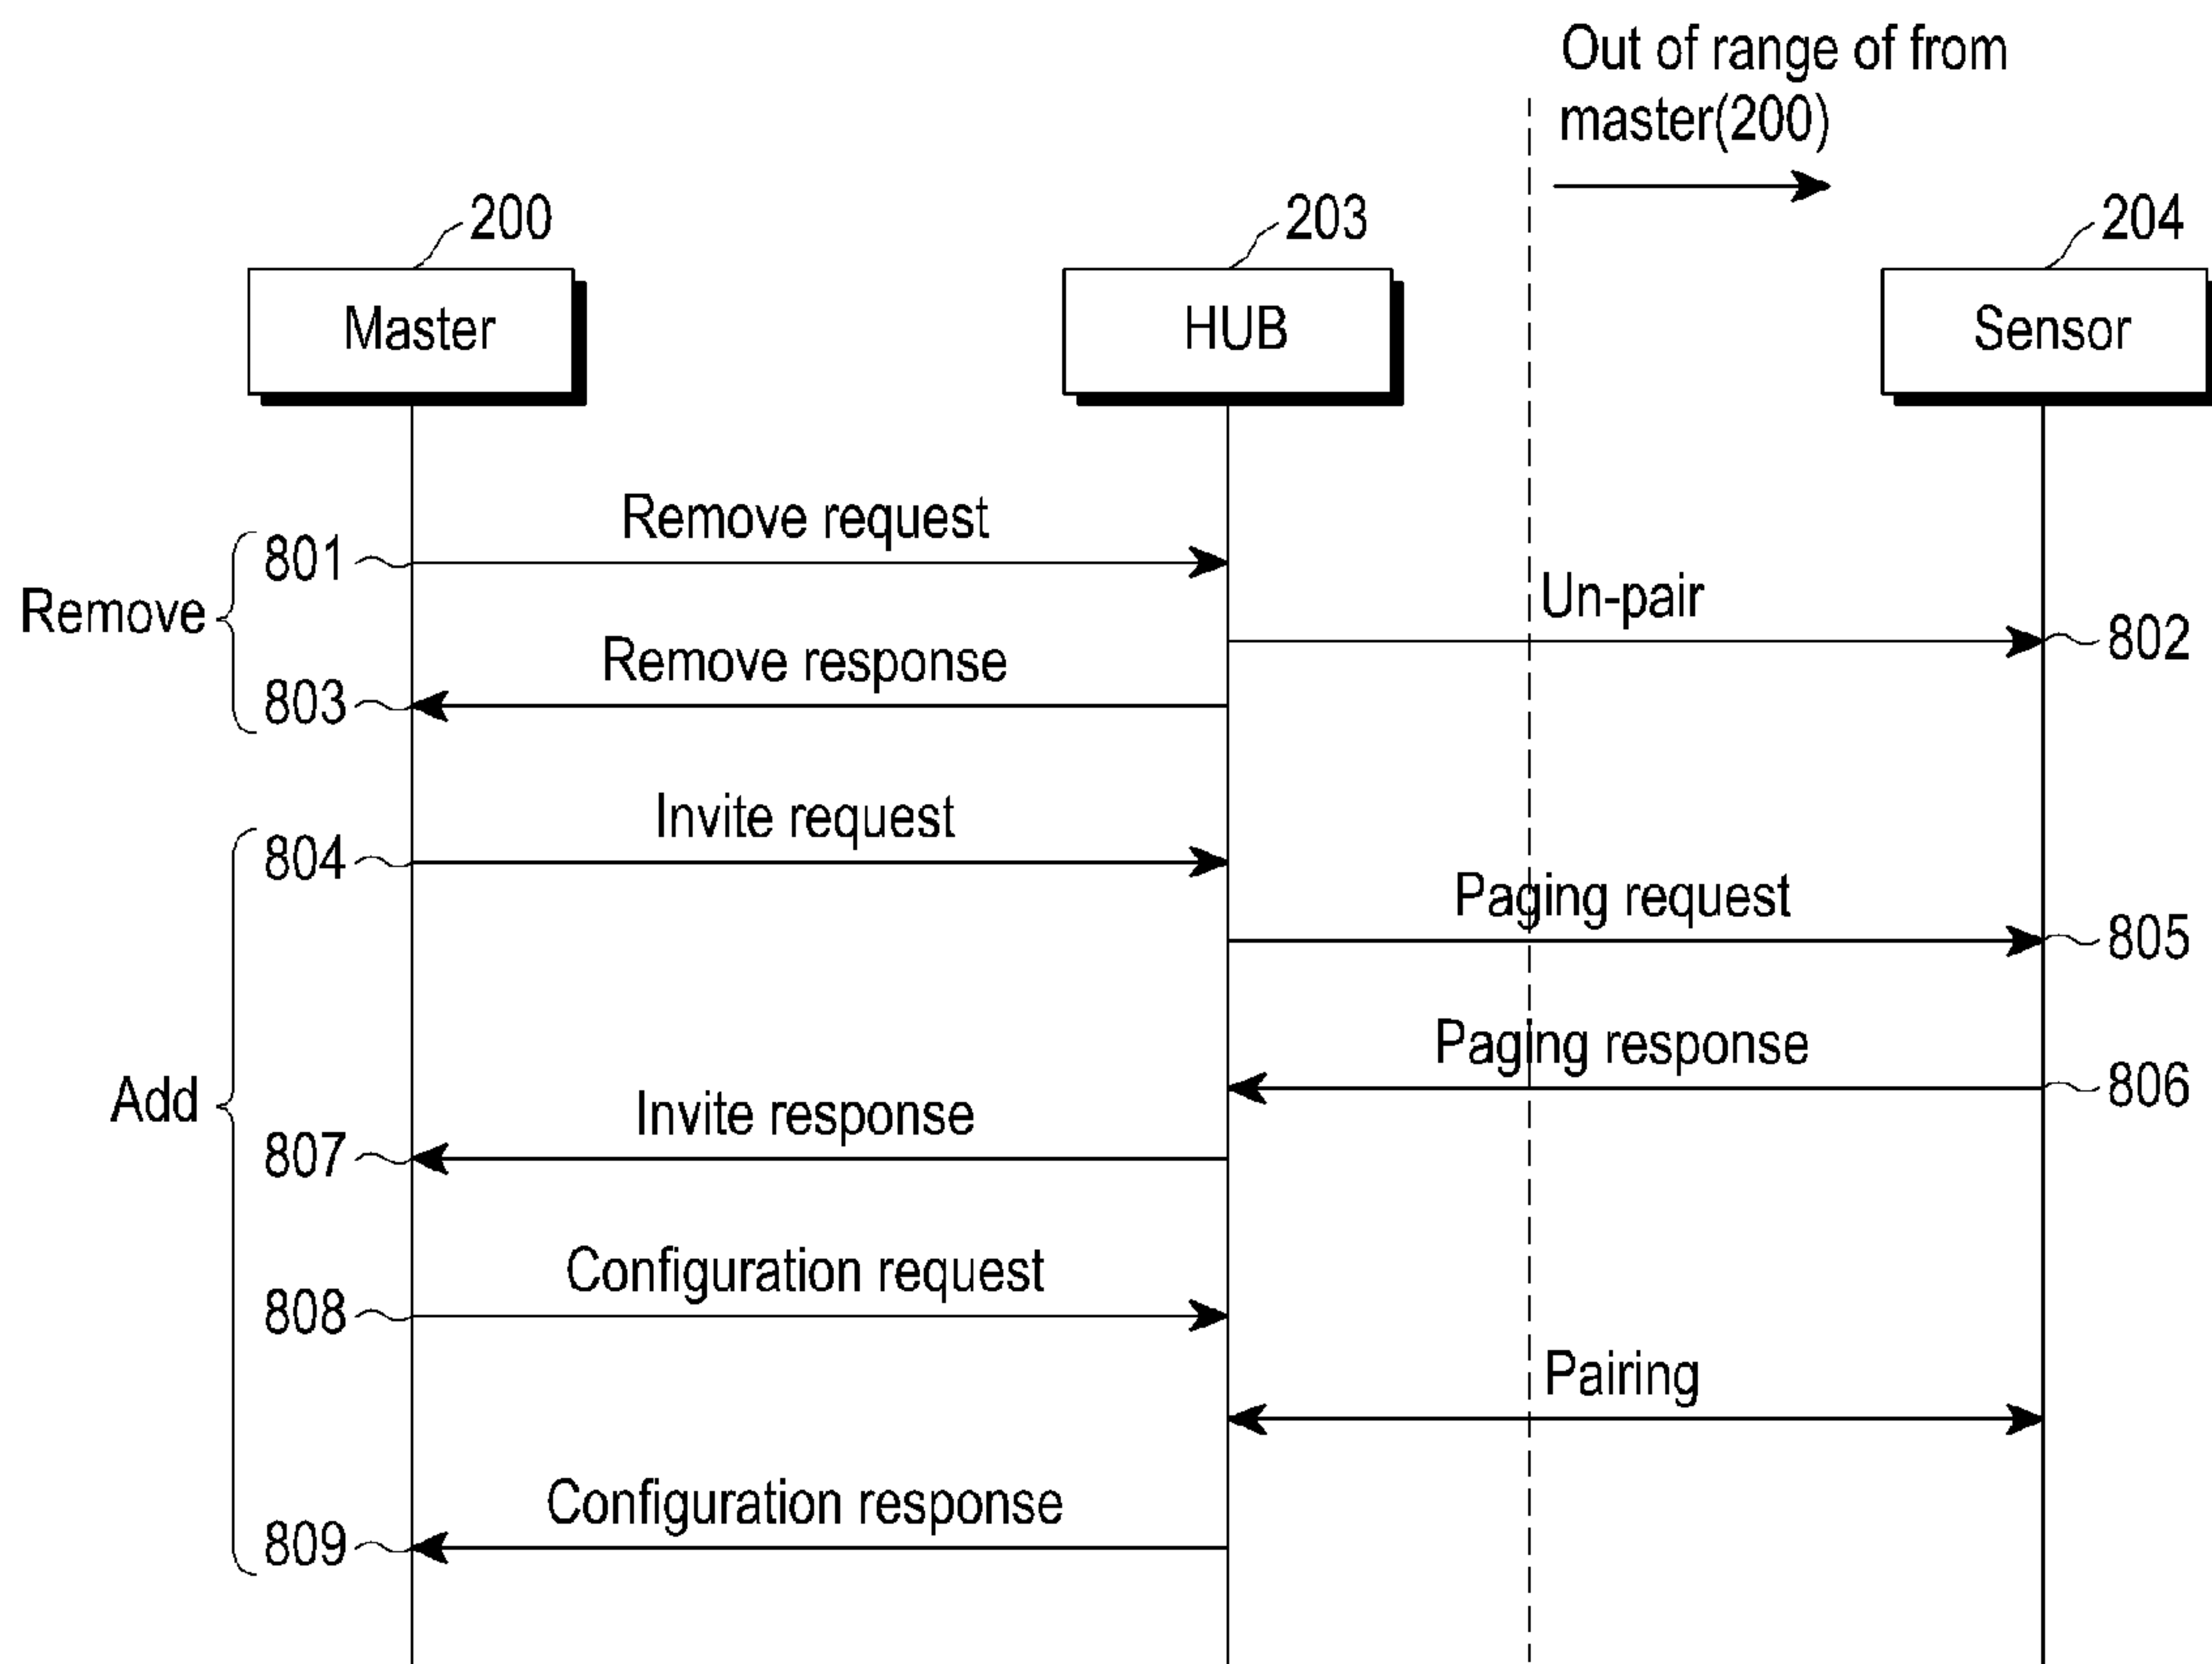 Out of range of from
master(200)
200
203
204
Master
HUB
Sensor
Remove request
801
Remove
Un-pair
802
Remove response
803
Invite request
804
Paging request
805
Paging response
806
Add
Invite response
807
Configuration request
808
Pairing
Configuration response
809